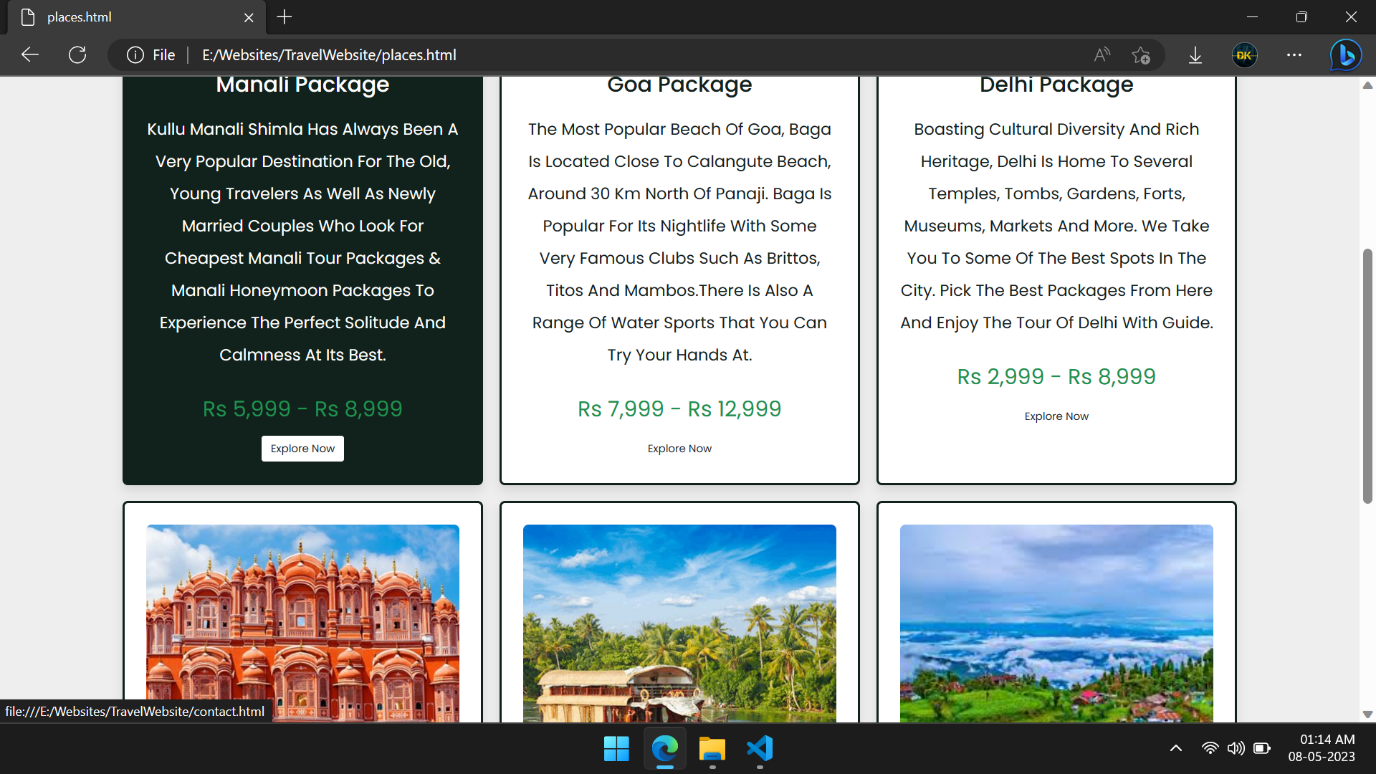 places.html
File
E:/Websites/TravelWebsite/places.html
DK
Manali Package
Kullu Manali Shimla Has Always Been A
Very Popular Destination For The Old,
Young Travelers As Well As Newly
Married Couples Who Look For
Cheapest Manali Tour Packages &
Manali Honeymoon Packages To
Experience The Perfect Solitude And
Calmness At Its Best.
Rs 5,999 - Rs 8,999
Explore Now
Goa Package
The Most Popular Beach Of Goa, Baga
Is Located Close To Calangute Beach,
Around 30 Km North Of Panaji. Baga Is
Popular For Its Nightlife With Some
Very Famous Clubs Such As Brittos,
Titos And Mambos.There Is Also A
Range Of Water Sports That You Can
Try Your Hands At.
Rs 7,999 - Rs 12,999
Explore Now
Delhi Package
Boasting Cultural Diversity And Rich
Heritage, Delhi Is Home To Several
Temples, Tombs, Gardens, Forts,
Museums, Markets And More. We Take
You To Some Of The Best Spots In The
City. Pick The Best Packages From Here
And Enjoy The Tour Of Delhi With Guide.
Rs 2,999 - Rs 8,999
Explore Now
file:///E:/Websites/TravelWebsite/contact.html
01:14 AM
08-05-2023